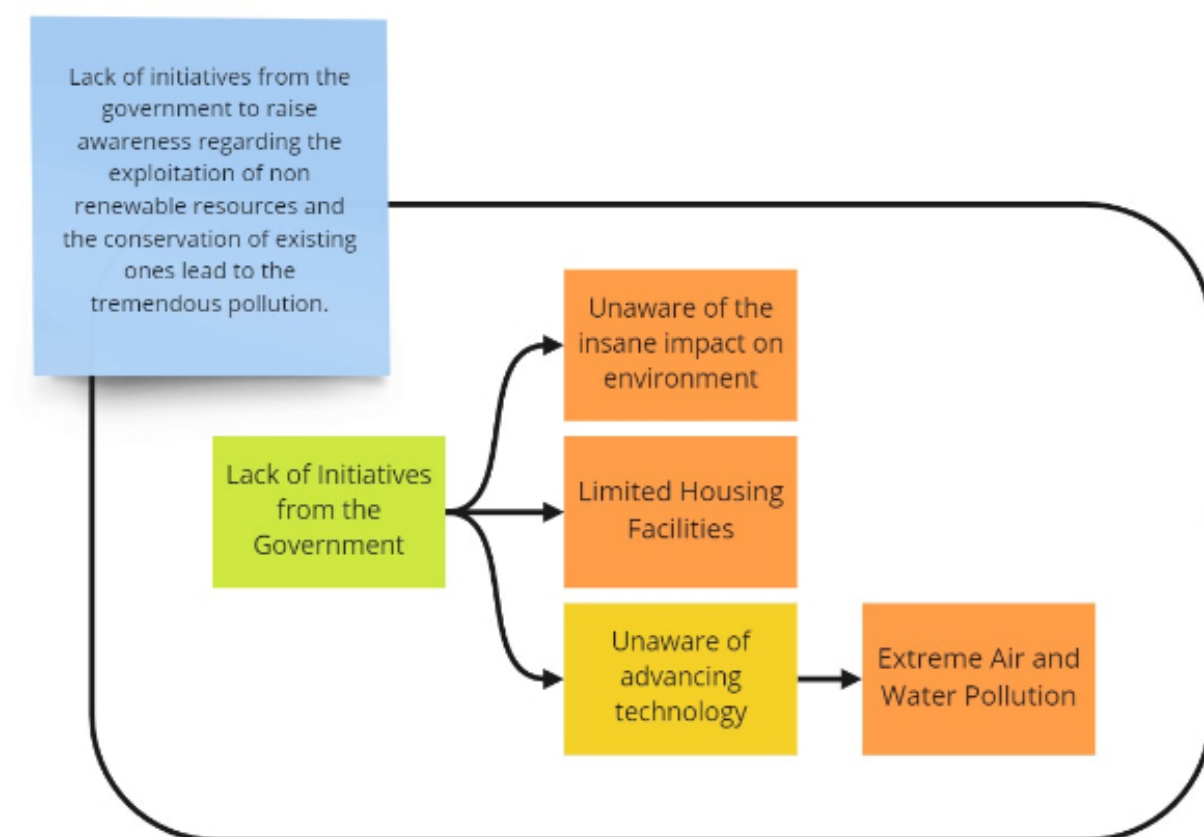 Lack of initiatives from the
government to raise
awareness regarding the
exploitation of non
renewable resources and
the conservation of existing
ones lead to the
tremendous pollution.
Unaware of the
insane impact on
environment
Lack of Initiatives
from the
Government
Limited Housing
Facilities
Unaware of
advancing
technology
Extreme Air and
Water Pollution